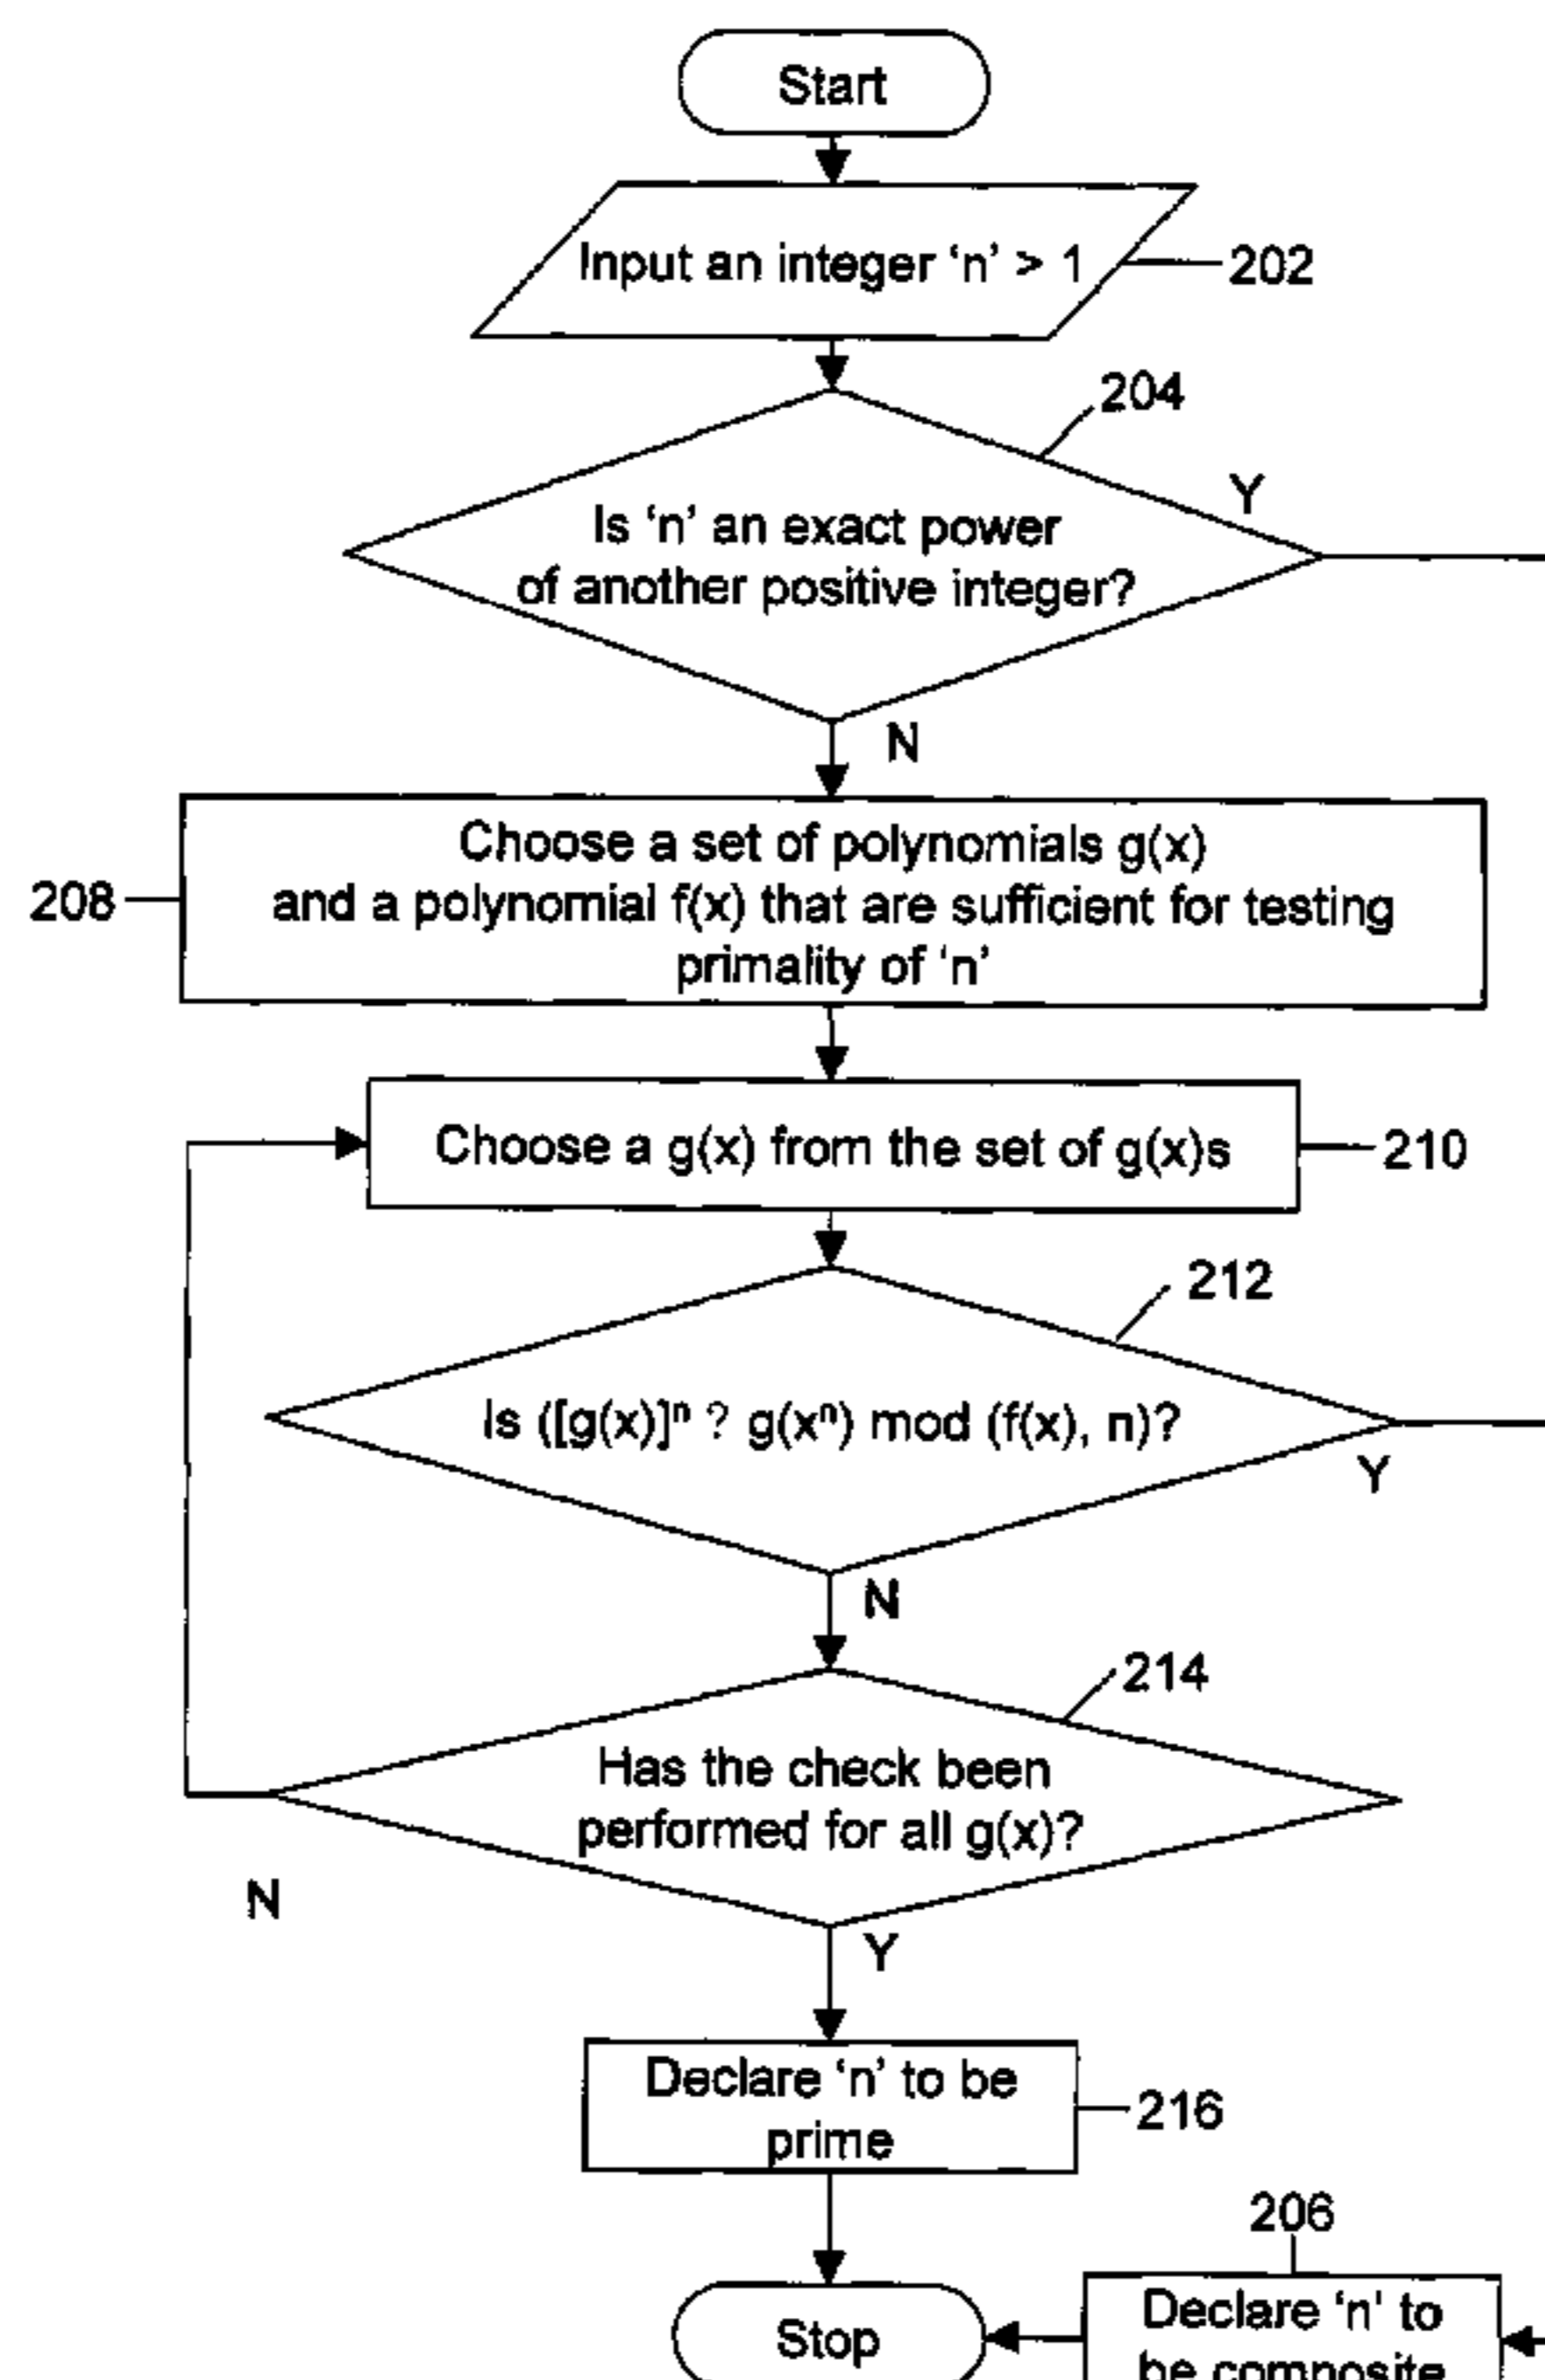 Start
Input an integer ‘n’ > 1
202
204
Y
Is ‘n’ an exact power
of another positive integer?
N
Choose a set of polynomials g(x)
and a polynomial f(x) that are sufficient for testing
primality of ‘n’
208
Choose a g(x) from the set of g(x)s
210
212
Is ([g(x)]ⁿ ? g(xⁿ) mod (f(x), n)?
Y
N
214
Has the check been
performed for all g(x)?
N
Y
Declare ‘n’ to be
prime
216
206
Declare ‘n’ to
be composite
Stop